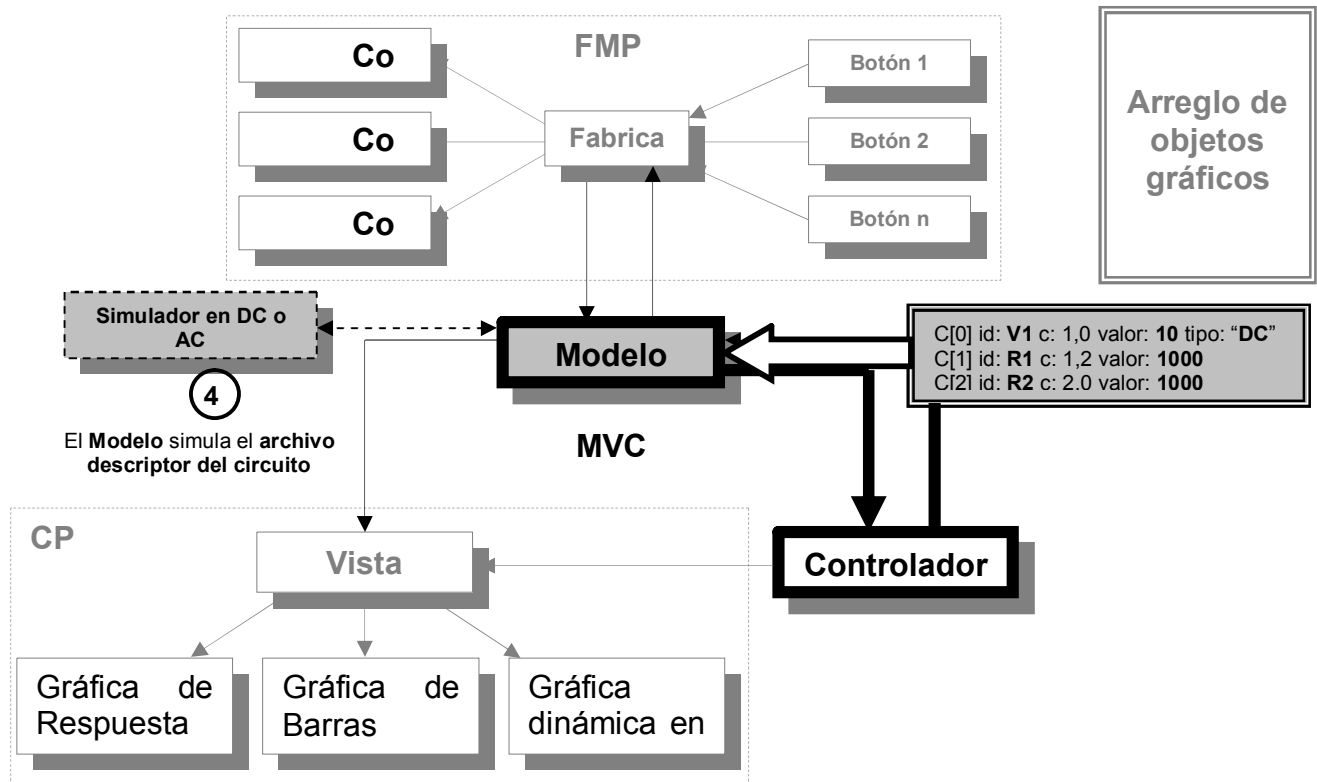 FMP
Co
Co
Co
Fabrica
Botón 1
Botón 2
Botón n
Arreglo de
objetos
gráficos
Simulador en DC o
AC
4
El Modelo simula el archivo
descriptor del circuito
Modelo
MVC
C[0] id: V1 c: 1,0 valor: 10 tipo: “DC”
C[1] id: R1 c: 1,2 valor: 1000
C[2] id: R2 c: 2.0 valor: 1000
Controlador
CP
Vista
Gráfica de
Respuesta
Gráfica de
Barras
Gráfica
dinámica en